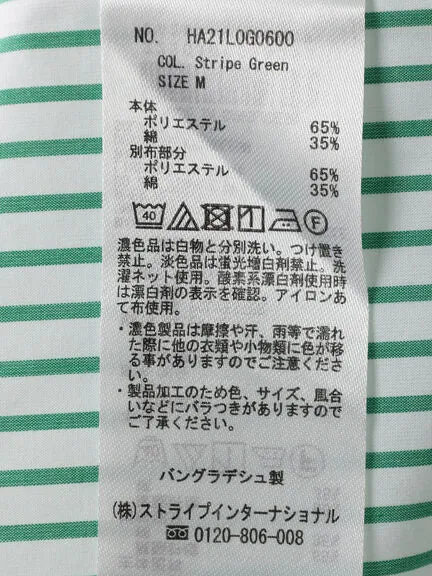 NO. HA21L0G0600
COL. Stripe Green
SIZE M
本体
ポリエステル 65%
綿 35%
別布部分
ポリエステル 65%
綿 35%
40 F
濃色品は白物と分別洗い。つけ置き
禁止。淡色品は蛍光増白剤禁止。洗
濯ネット使用。酸素系漂白剤使用時
は漂白剤の表示を確認。アイロンあ
て布使用。
・濃色製品は摩擦や汗、雨等で濡れ
た際に他の衣類や小物類に色が移
る事がありますのでご注意くださ
い。
・製品加工のため色、サイズ、風合
いなどにバラつきがありますので
ご了承ください。
バングラデシュ製
(株)ストライプインターナショナル
0120-806-008